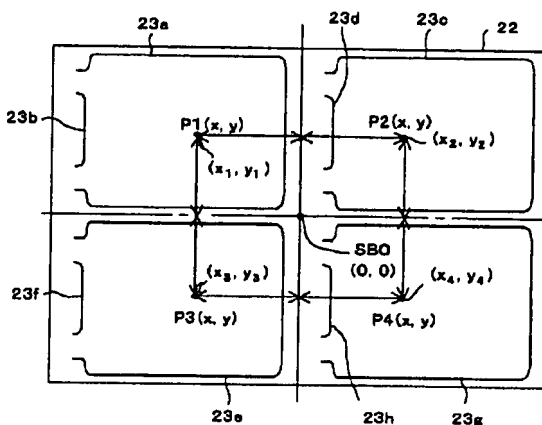 23a
23d
23c
22
23b
P1(x, y)
P2(x, y)
(x₁, y₁)
(x₂, y₂)
SBO
(0, 0)
(x₃, y₃)
(x₄, y₄)
23f
P3(x, y)
P4(x, y)
23e
23h
23g